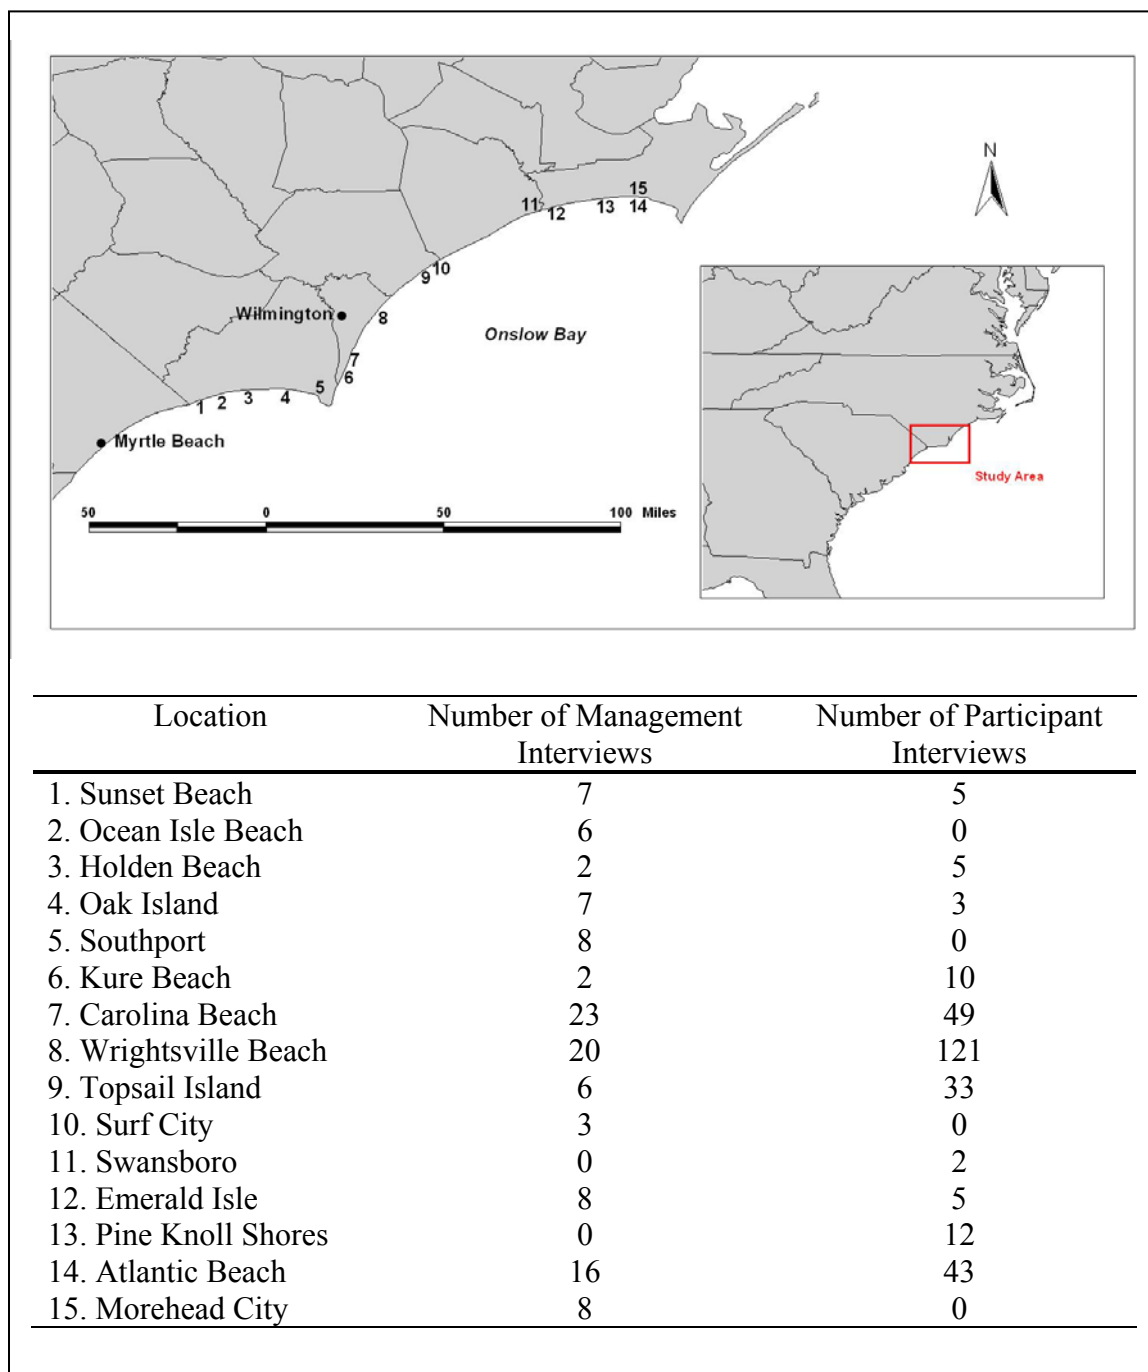 N
15
11
12
13
14
10
9
Wilmington
8
Onslow Bay
7
6
5
4
3
2
1
Myrtle Beach
Study Area
50 0 50 100 Miles
Location Number of Management Interviews Number of Participant Interviews
1. Sunset Beach 7 5
2. Ocean Isle Beach 6 0
3. Holden Beach 2 5
4. Oak Island 7 3
5. Southport 8 0
6. Kure Beach 2 10
7. Carolina Beach 23 49
8. Wrightsville Beach 20 121
9. Topsail Island 6 33
10. Surf City 3 0
11. Swansboro 0 2
12. Emerald Isle 8 5
13. Pine Knoll Shores 0 12
14. Atlantic Beach 16 43
15. Morehead City 8 0